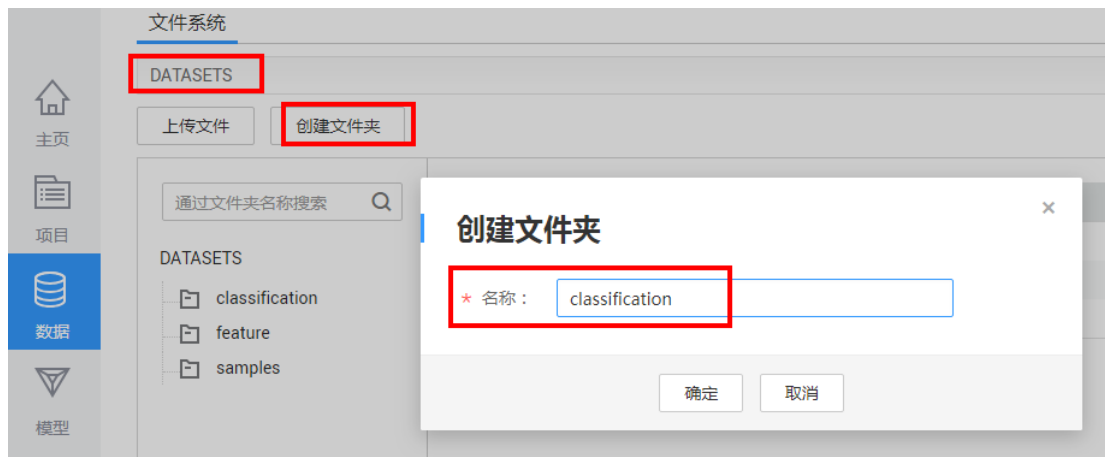 文件系统
DATASETS
上传文件 创建文件夹
主页
项目
数据
模型
通过文件夹名称搜索
DATASETS
classification
feature
samples
创建文件夹
×
* 名称： classification
确定 取消